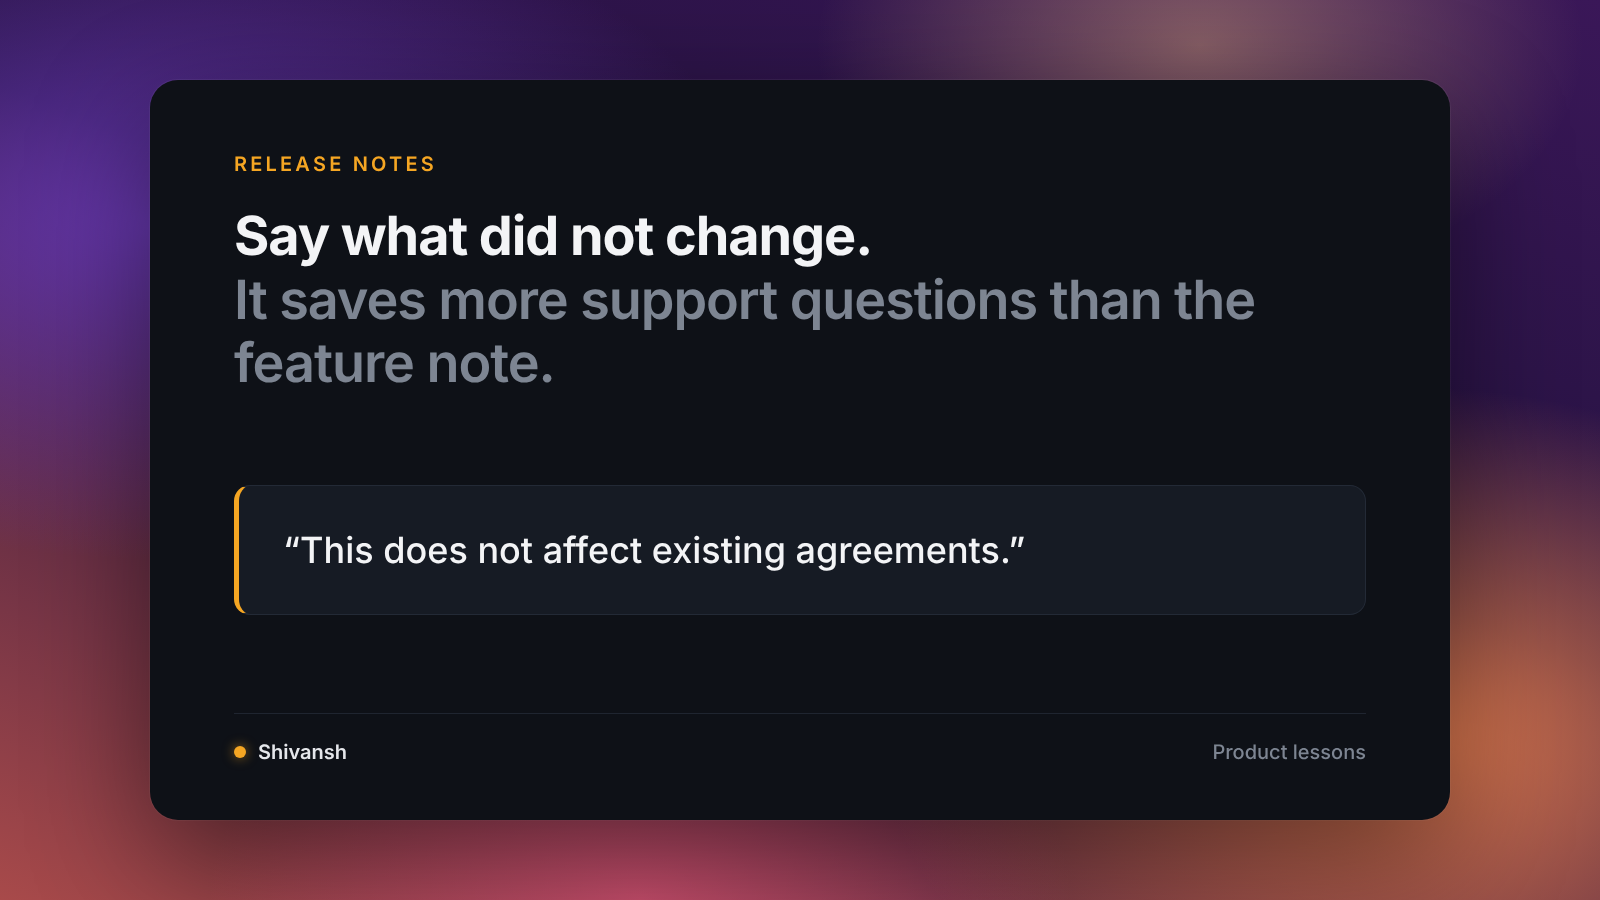 RELEASE NOTES
Say what did not change.
It saves more support questions than the
feature note.
“This does not affect existing agreements.”
Shivansh
Product lessons